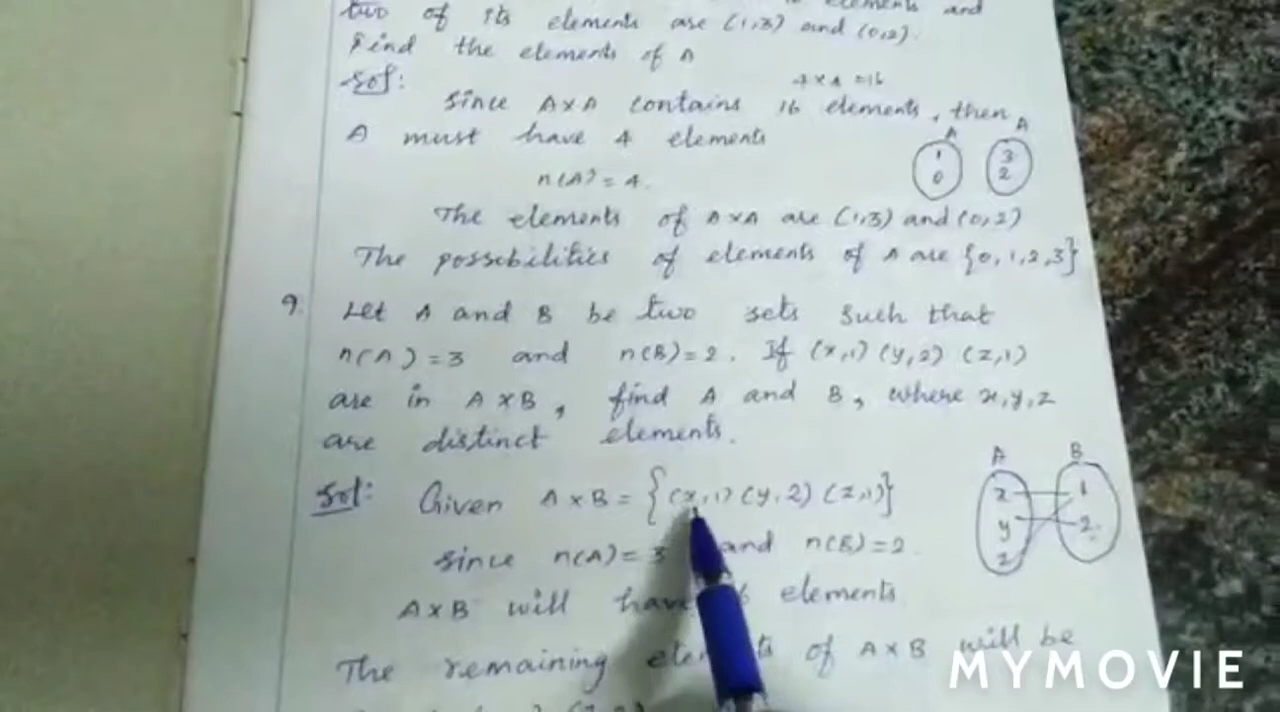 elements and
two of its elements are (1,3) and (0,2).
Find the elements of A
Sol:
4 x 4 = 16
Since A x A contains 16 elements, then
A must have 4 elements
A A
1 3
0 2
n(A) = 4.
The elements of A x A are (1,3) and (0,2)
The possibilities of elements of A are {0,1,2,3}
9. Let A and B be two sets such that
n(A) = 3 and n(B) = 2. If (x,1) (y,2) (z,1)
are in A x B, find A and B, where x,y,z
are distinct elements.
A B
x 1
y 2
z
Sol: Given A x B = {(x,1) (y,2) (z,1)}
since n(A) = 3 and n(B) = 2.
A x B will have 6 elements
The remaining of A x B will be
MYMOVIE